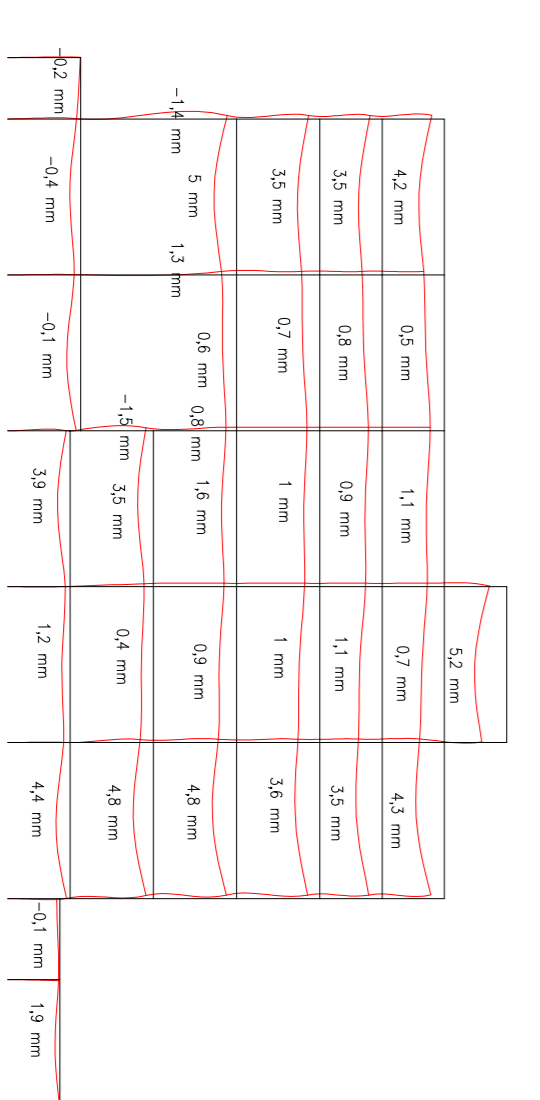 −0,2 mm
−1,4 mm
−0,4 mm
5 mm
3,5 mm
3,5 mm
4,2 mm
1,3 mm
−0,1 mm
0,6 mm
0,7 mm
0,8 mm
0,5 mm
−1,5 mm
0,8 mm
3,9 mm
3,5 mm
1,6 mm
1 mm
0,9 mm
1,1 mm
1,2 mm
0,4 mm
0,9 mm
1 mm
1,1 mm
0,7 mm
5,2 mm
4,4 mm
4,8 mm
4,8 mm
3,6 mm
3,5 mm
4,3 mm
−0,1 mm
1,9 mm